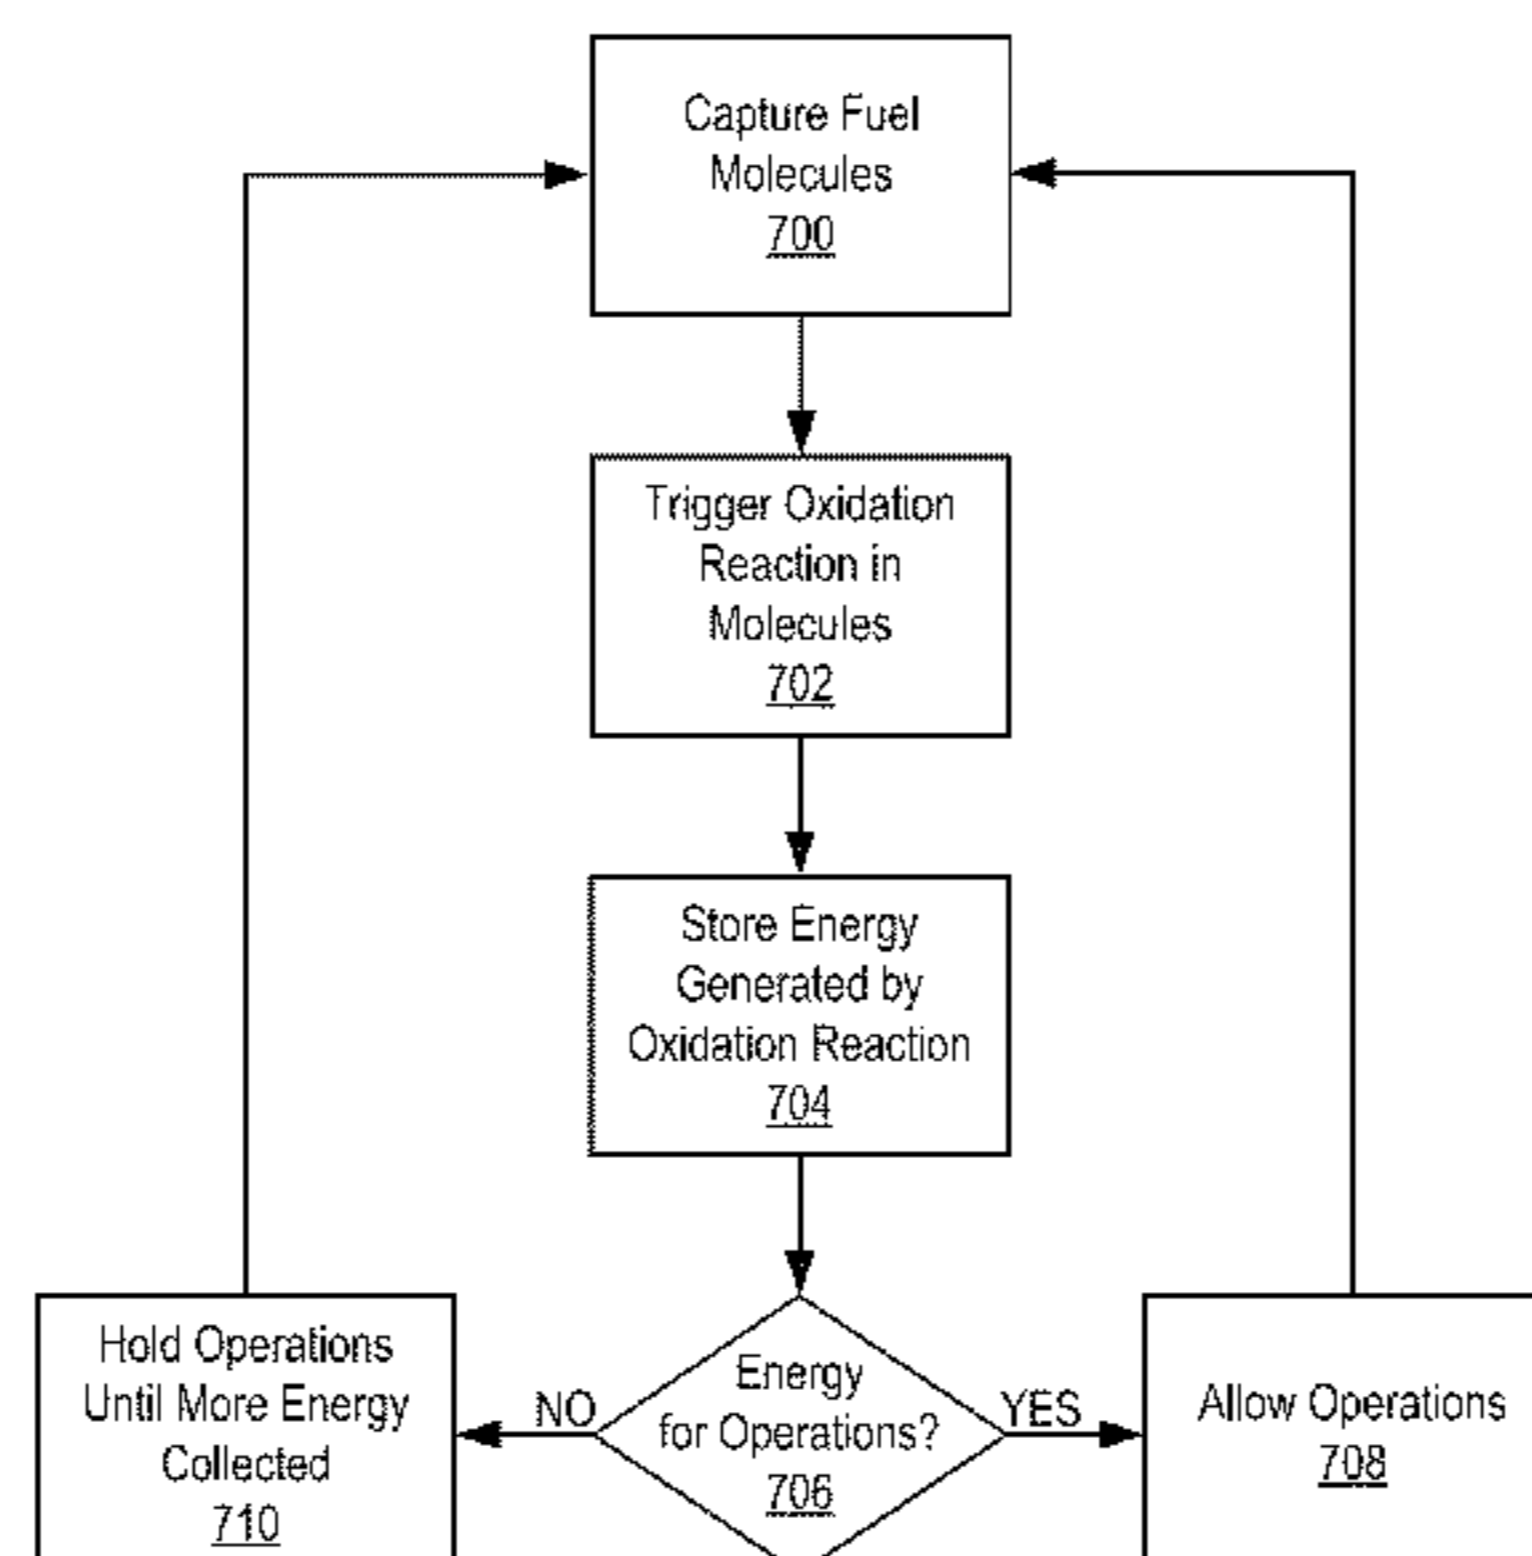 Capture Fuel
Molecules
700
Trigger Oxidation
Reaction in
Molecules
702
Store Energy
Generated by
Oxidation Reaction
704
Hold Operations
Until More Energy
Collected
710
NO
Energy
for Operations?
706
YES
Allow Operations
708